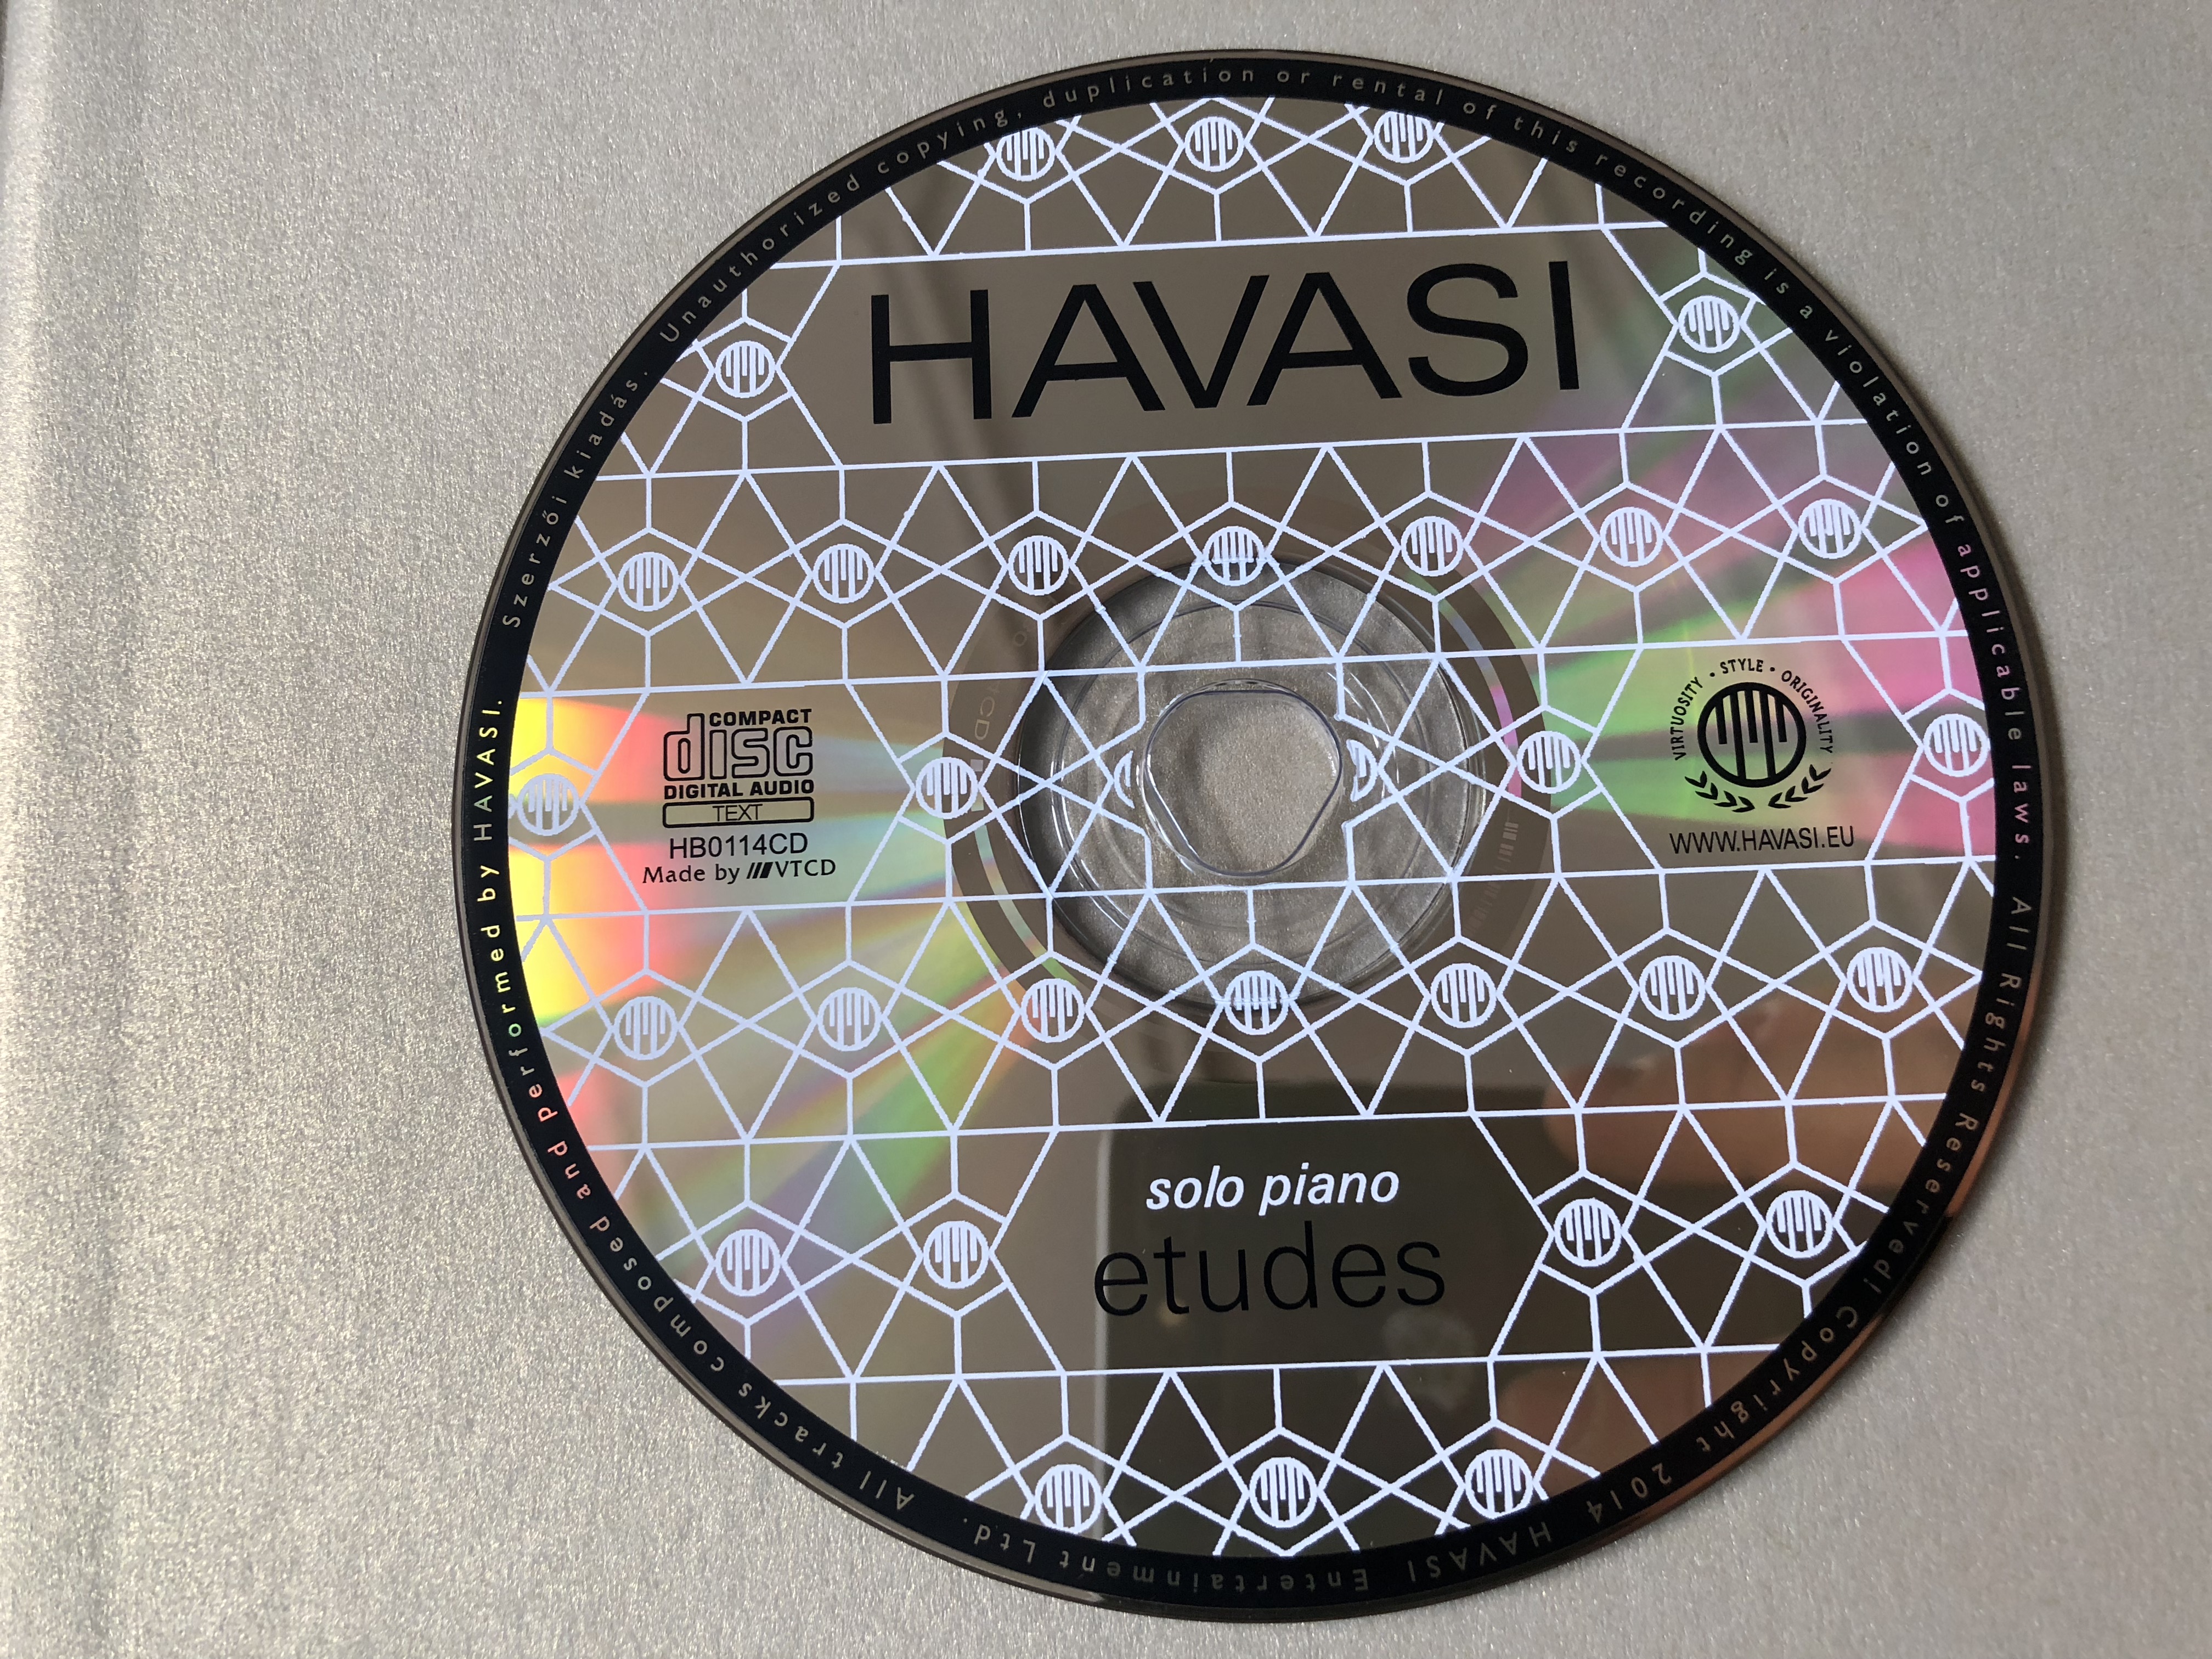 HAVASI
COMPACT
disc
DIGITAL AUDIO
TEXT
HB0114CD
Made by VTCD
VIRTUOSITY • STYLE • ORIGINALITY
WWW.HAVASI.EU
solo piano
etudes
All tracks composed and performed by HAVASI. Szerzői kiadás. Unauthorized copying, duplication or rental of this recording is a violation of applicable laws. All Rights Reserved! Copyright 2014 HAVASI Entertainment Ltd.